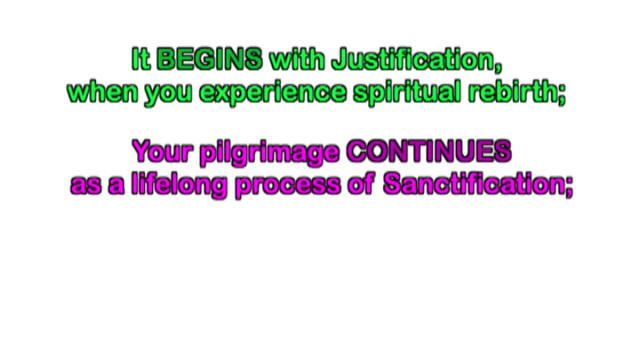 It BEGINS with Justification,
when you experience spiritual rebirth;
Your pilgrimage CONTINUES
as a lifelong process of Sanctification;